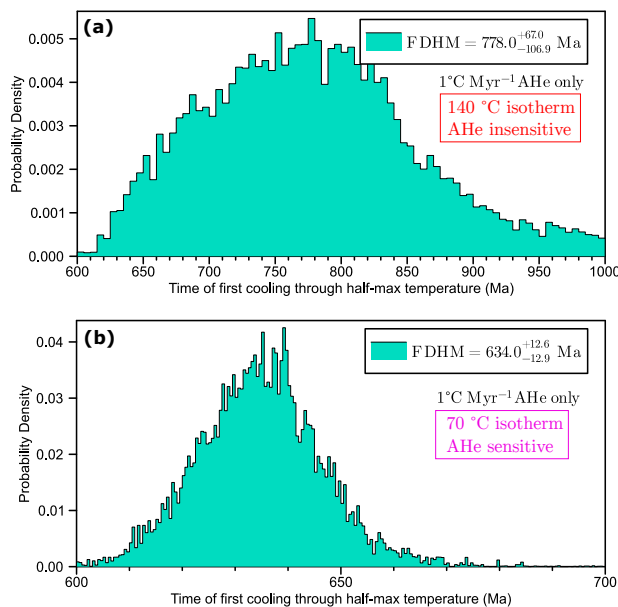 (a)
FDHM = 778.0 +67.0 −106.9 Ma
1°C Myr−1 AHe only
140 °C isotherm
AHe insensitive
Probability Density
0.005
0.004
0.003
0.002
0.001
0.000
600 650 700 750 800 850 900 950 1000
Time of first cooling through half-max temperature (Ma)
(b)
FDHM = 634.0 +12.6 −12.9 Ma
1°C Myr−1 AHe only
70 °C isotherm
AHe sensitive
Probability Density
0.04
0.03
0.02
0.01
0.00
600 650 700
Time of first cooling through half-max temperature (Ma)